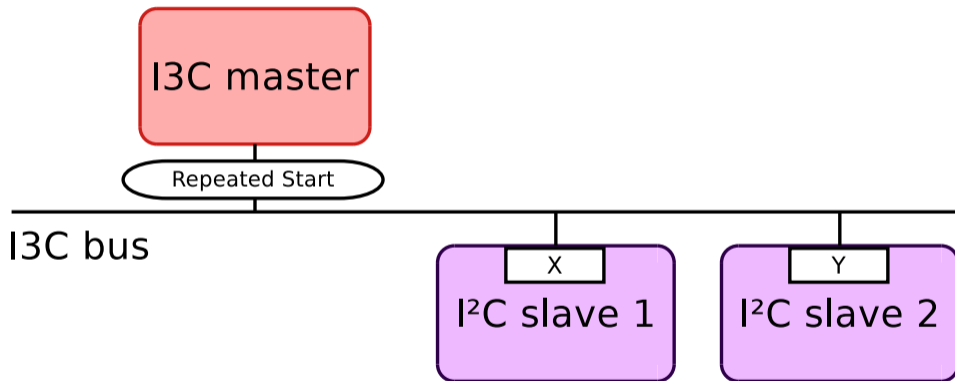 I3C master
Repeated Start
I3C bus
X
Y
I²C slave 1
I²C slave 2